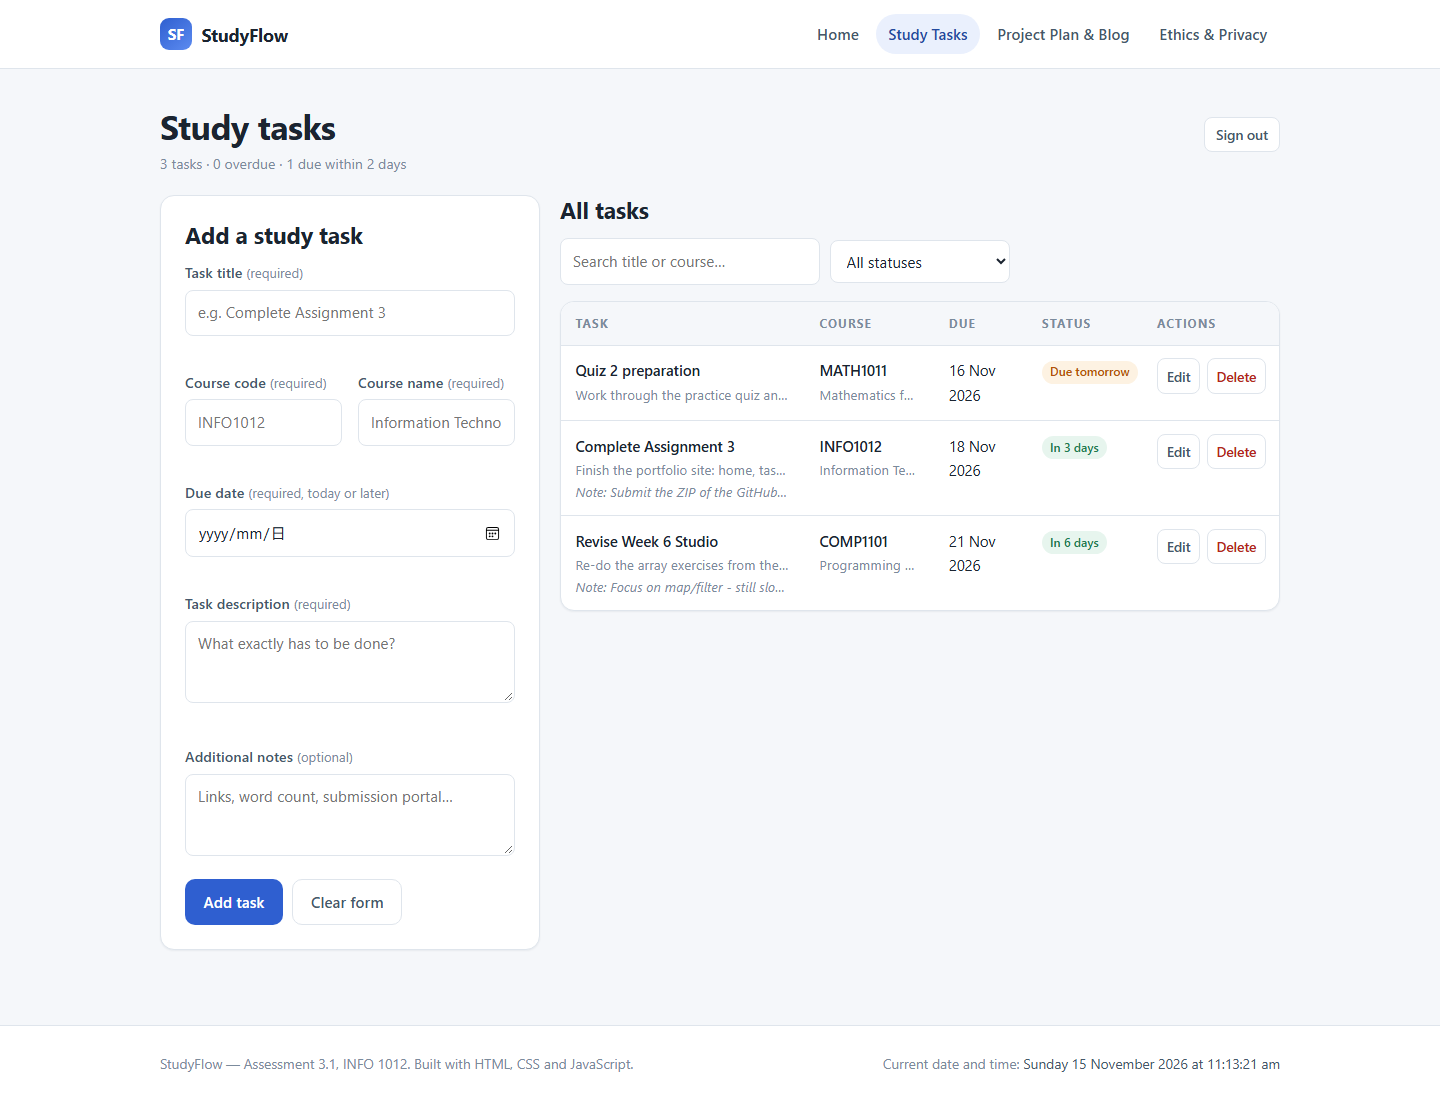 SF StudyFlow
Home Study Tasks Project Plan & Blog Ethics & Privacy
Study tasks
Sign out
3 tasks · 0 overdue · 1 due within 2 days
Add a study task
Task title (required)
e.g. Complete Assignment 3
Course code (required) Course name (required)
INFO1012 Information Techno
Due date (required, today or later)
yyyy/mm/日
Task description (required)
What exactly has to be done?
Additional notes (optional)
Links, word count, submission portal...
Add task Clear form
All tasks
Search title or course... All statuses
TASK COURSE DUE STATUS ACTIONS
Quiz 2 preparation MATH1011 16 Nov Due tomorrow Edit Delete
Work through the practice quiz an... Mathematics f... 2026
Complete Assignment 3 INFO1012 18 Nov In 3 days Edit Delete
Finish the portfolio site: home, tas... Information Te... 2026
Note: Submit the ZIP of the GitHub...
Revise Week 6 Studio COMP1101 21 Nov In 6 days Edit Delete
Re-do the array exercises from the... Programming ... 2026
Note: Focus on map/filter - still slo...
StudyFlow — Assessment 3.1, INFO 1012. Built with HTML, CSS and JavaScript.
Current date and time: Sunday 15 November 2026 at 11:13:21 am